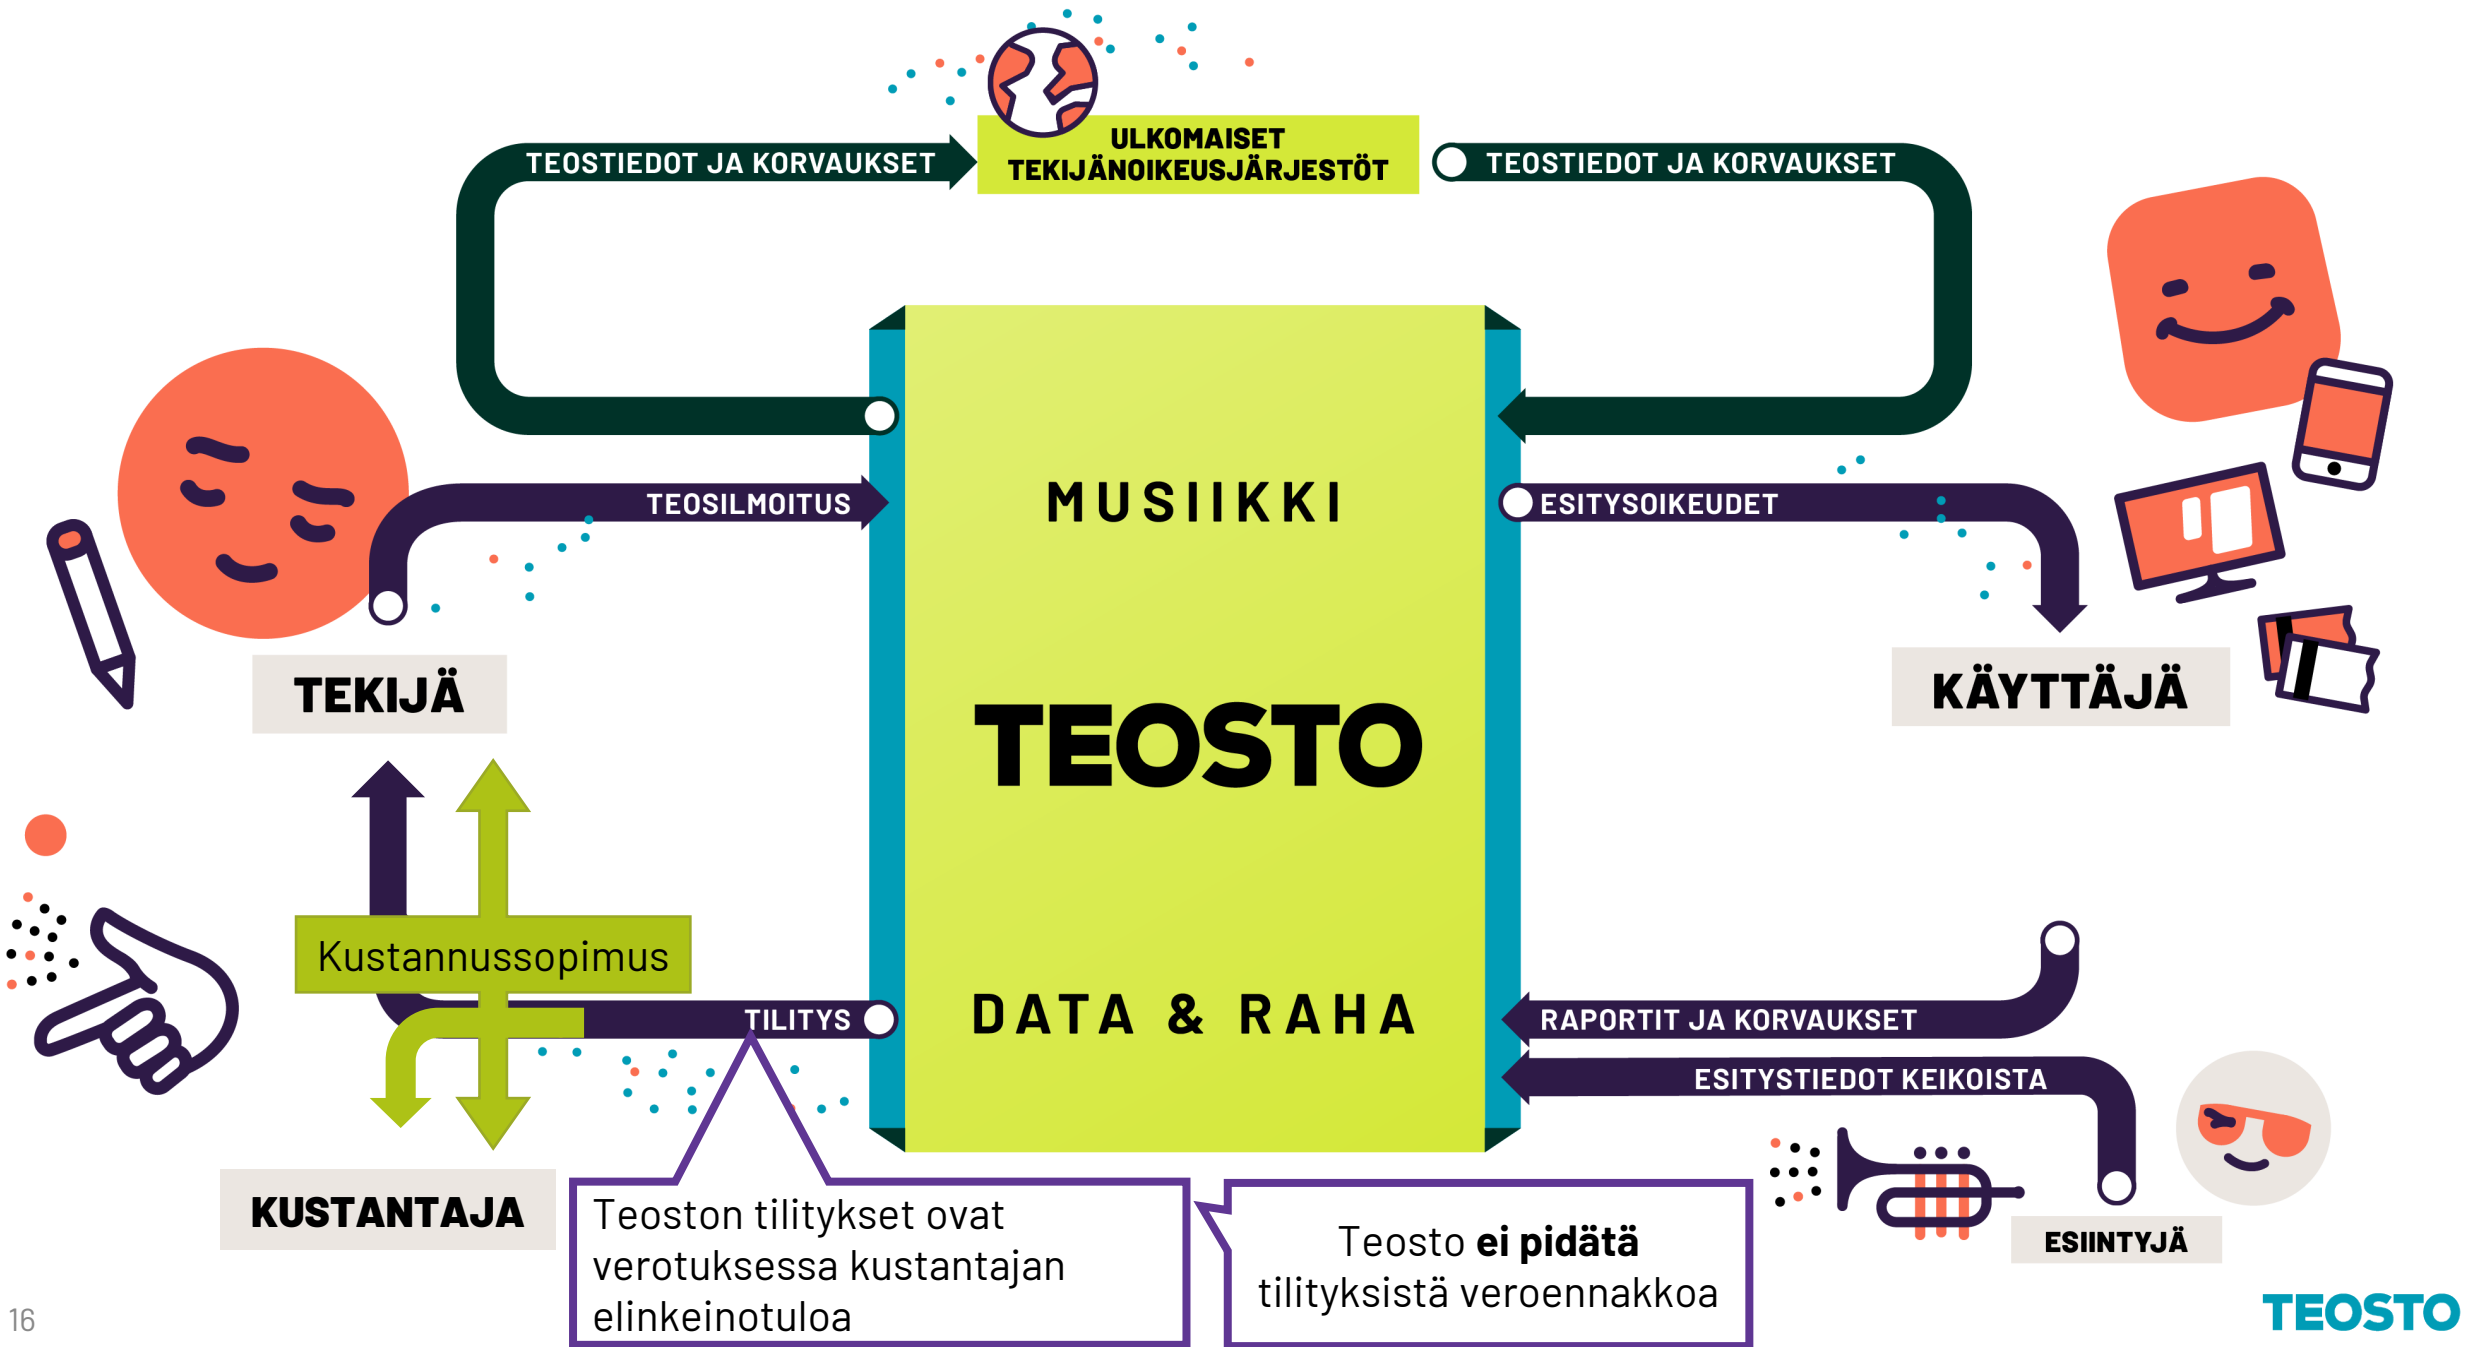 ULKOMAISET
TEKIJÄNOIKEUSJÄRJESTÖT
TEOSTIEDOT JA KORVAUKSET
TEOSTIEDOT JA KORVAUKSET
TEOSILMOITUS
MUSIIKKI
ESITYSOIKEUDET
TEKIJÄ
TEOSTO
KÄYTTÄJÄ
Kustannussopimus
TILITYS
DATA & RAHA
RAPORTIT JA KORVAUKSET
ESITYSTIEDOT KEIKOISTA
KUSTANTAJA
Teoston tilitykset ovat
verotuksessa kustantajan
elinkeinotuloa
Teosto ei pidätä
tilityksistä veroennakkoa
ESIINTYJÄ
16
TEOSTO